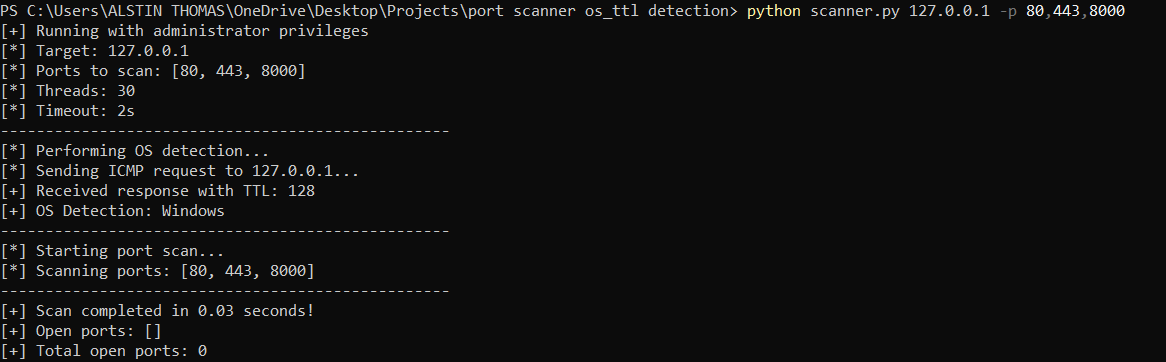 PS C:\Users\ALSTIN THOMAS\OneDrive\Desktop\Projects\port scanner os_ttl detection> python scanner.py 127.0.0.1 -p 80,443,8000
[+] Running with administrator privileges
[*] Target: 127.0.0.1
[*] Ports to scan: [80, 443, 8000]
[*] Threads: 30
[*] Timeout: 2s
--------------------------------------------------
[*] Performing OS detection...
[*] Sending ICMP request to 127.0.0.1...
[+] Received response with TTL: 128
[+] OS Detection: Windows
--------------------------------------------------
[*] Starting port scan...
[*] Scanning ports: [80, 443, 8000]
--------------------------------------------------
[+] Scan completed in 0.03 seconds!
[+] Open ports: []
[+] Total open ports: 0